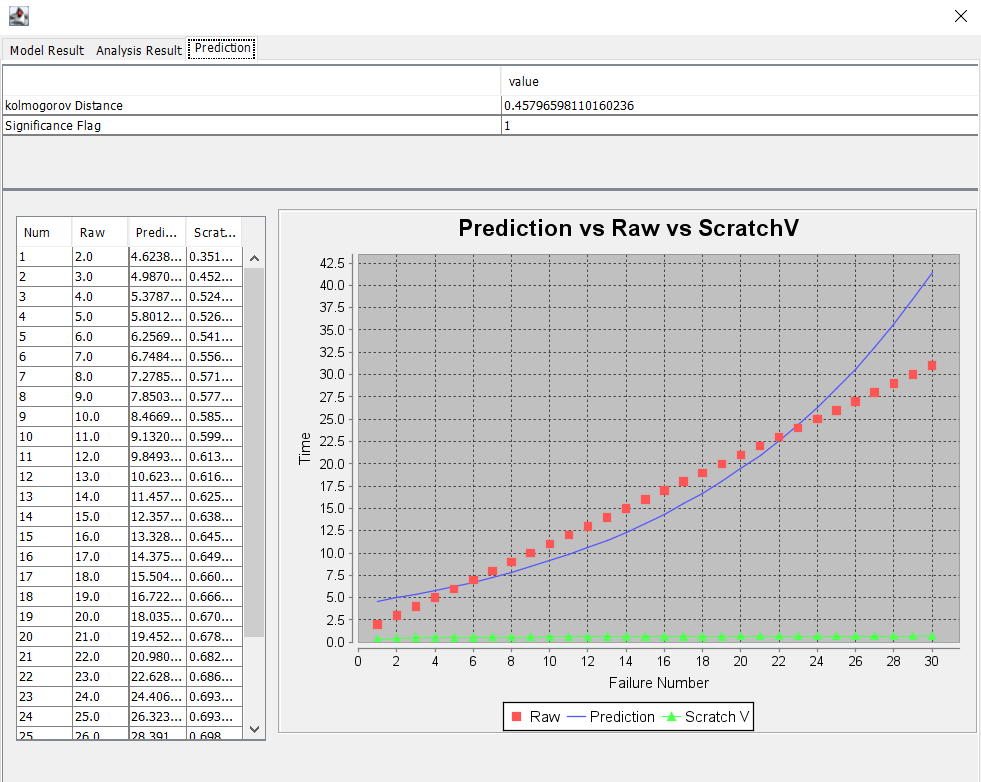 Model Result Analysis Result Prediction
value
kolmogorov Distance 0.45796598110160236
Significance Flag 1
Num Raw Predi... Scrat...
1 2.0 4.6238... 0.351...
2 3.0 4.9870... 0.452...
3 4.0 5.3787... 0.524...
4 5.0 5.8012... 0.526...
5 6.0 6.2569... 0.541...
6 7.0 6.7484... 0.556...
7 8.0 7.2785... 0.571...
8 9.0 7.8503... 0.577...
9 10.0 8.4669... 0.585...
10 11.0 9.1320... 0.599...
11 12.0 9.8493... 0.613...
12 13.0 10.623... 0.616...
13 14.0 11.457... 0.625...
14 15.0 12.357... 0.638...
15 16.0 13.328... 0.645...
16 17.0 14.375... 0.649...
17 18.0 15.504... 0.660...
18 19.0 16.722... 0.666...
19 20.0 18.035... 0.670...
20 21.0 19.452... 0.678...
21 22.0 20.980... 0.682...
22 23.0 22.628... 0.686...
23 24.0 24.406... 0.693...
24 25.0 26.323... 0.693...
25 26.0 28.391... 0.698...
Prediction vs Raw vs ScratchV
42.5
40.0
37.5
35.0
32.5
30.0
27.5
25.0
22.5
20.0
17.5
15.0
12.5
10.0
7.5
5.0
2.5
0.0
Time
0 2 4 6 8 10 12 14 16 18 20 22 24 26 28 30
Failure Number
Raw Prediction Scratch V